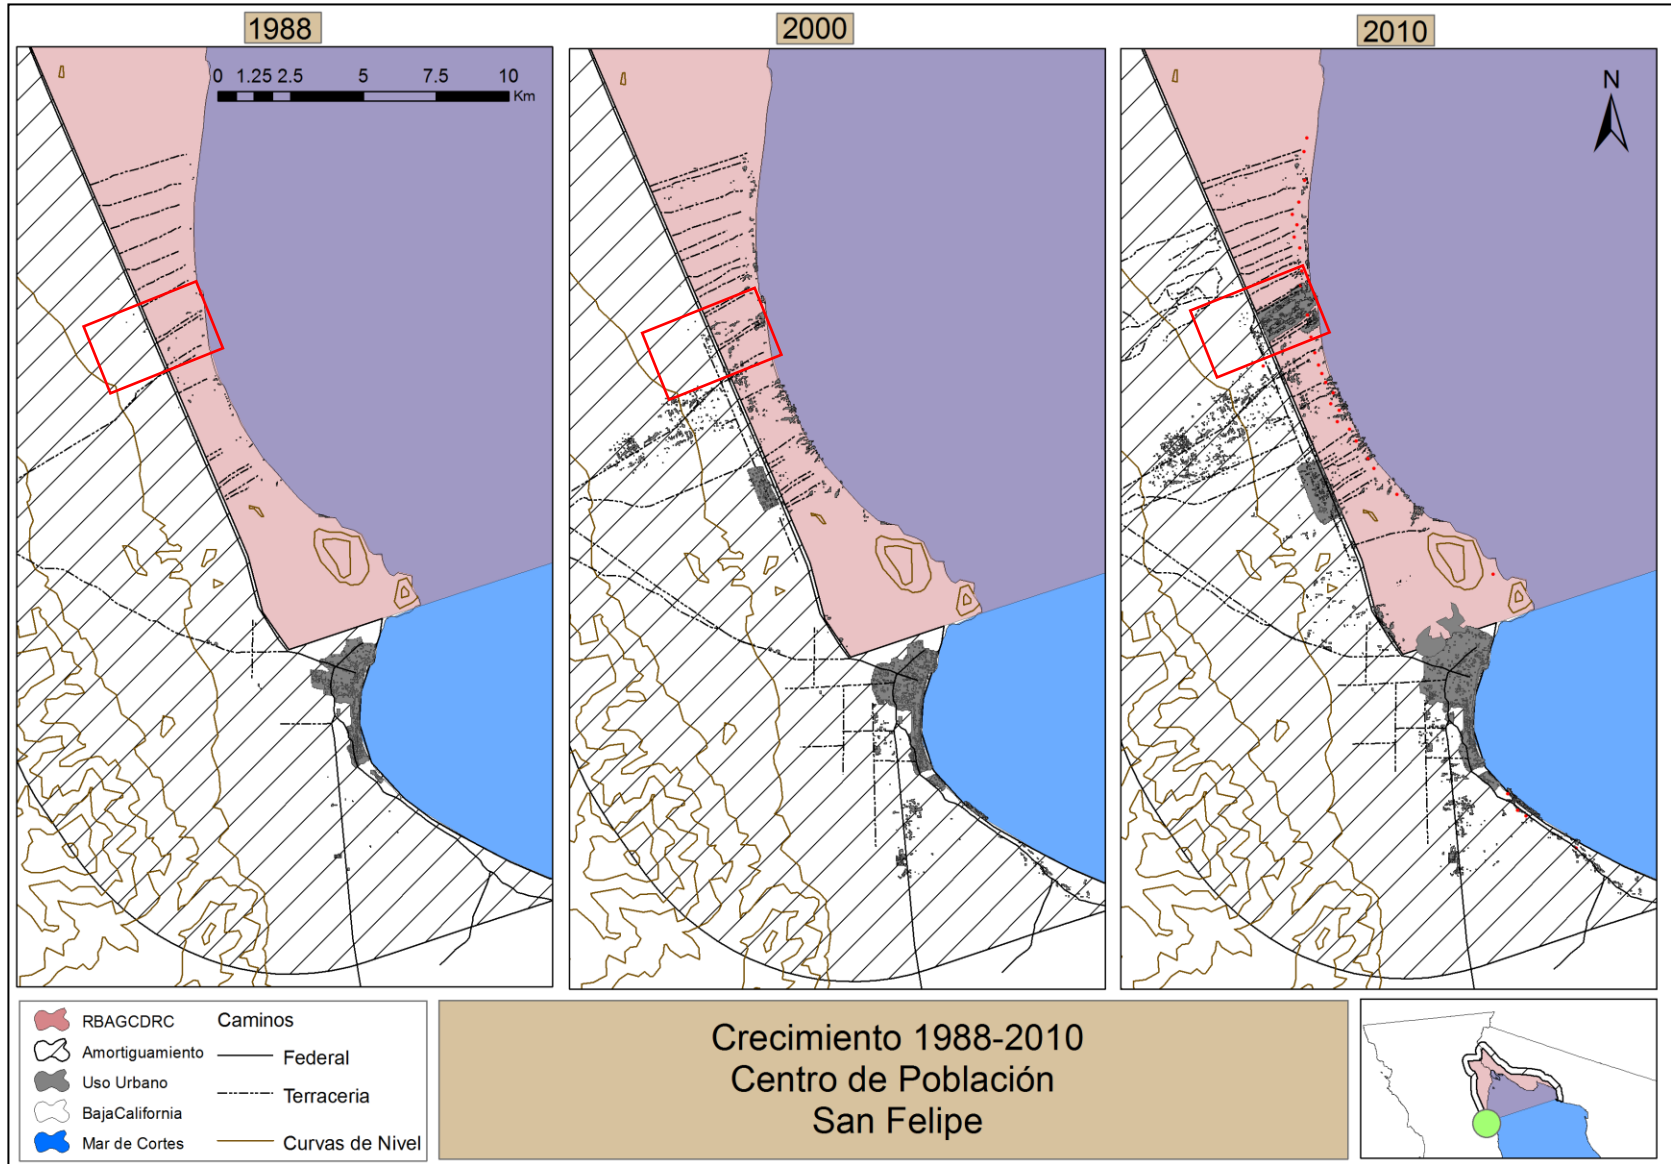 1988
2000
2010
0 1.25 2.5 5 7.5 10
Km
N
RBAGCDRC
Amortiguamiento
Uso Urbano
BajaCalifornia
Mar de Cortes
Caminos
Federal
Terraceria
Curvas de Nivel
Crecimiento 1988-2010
Centro de Población
San Felipe